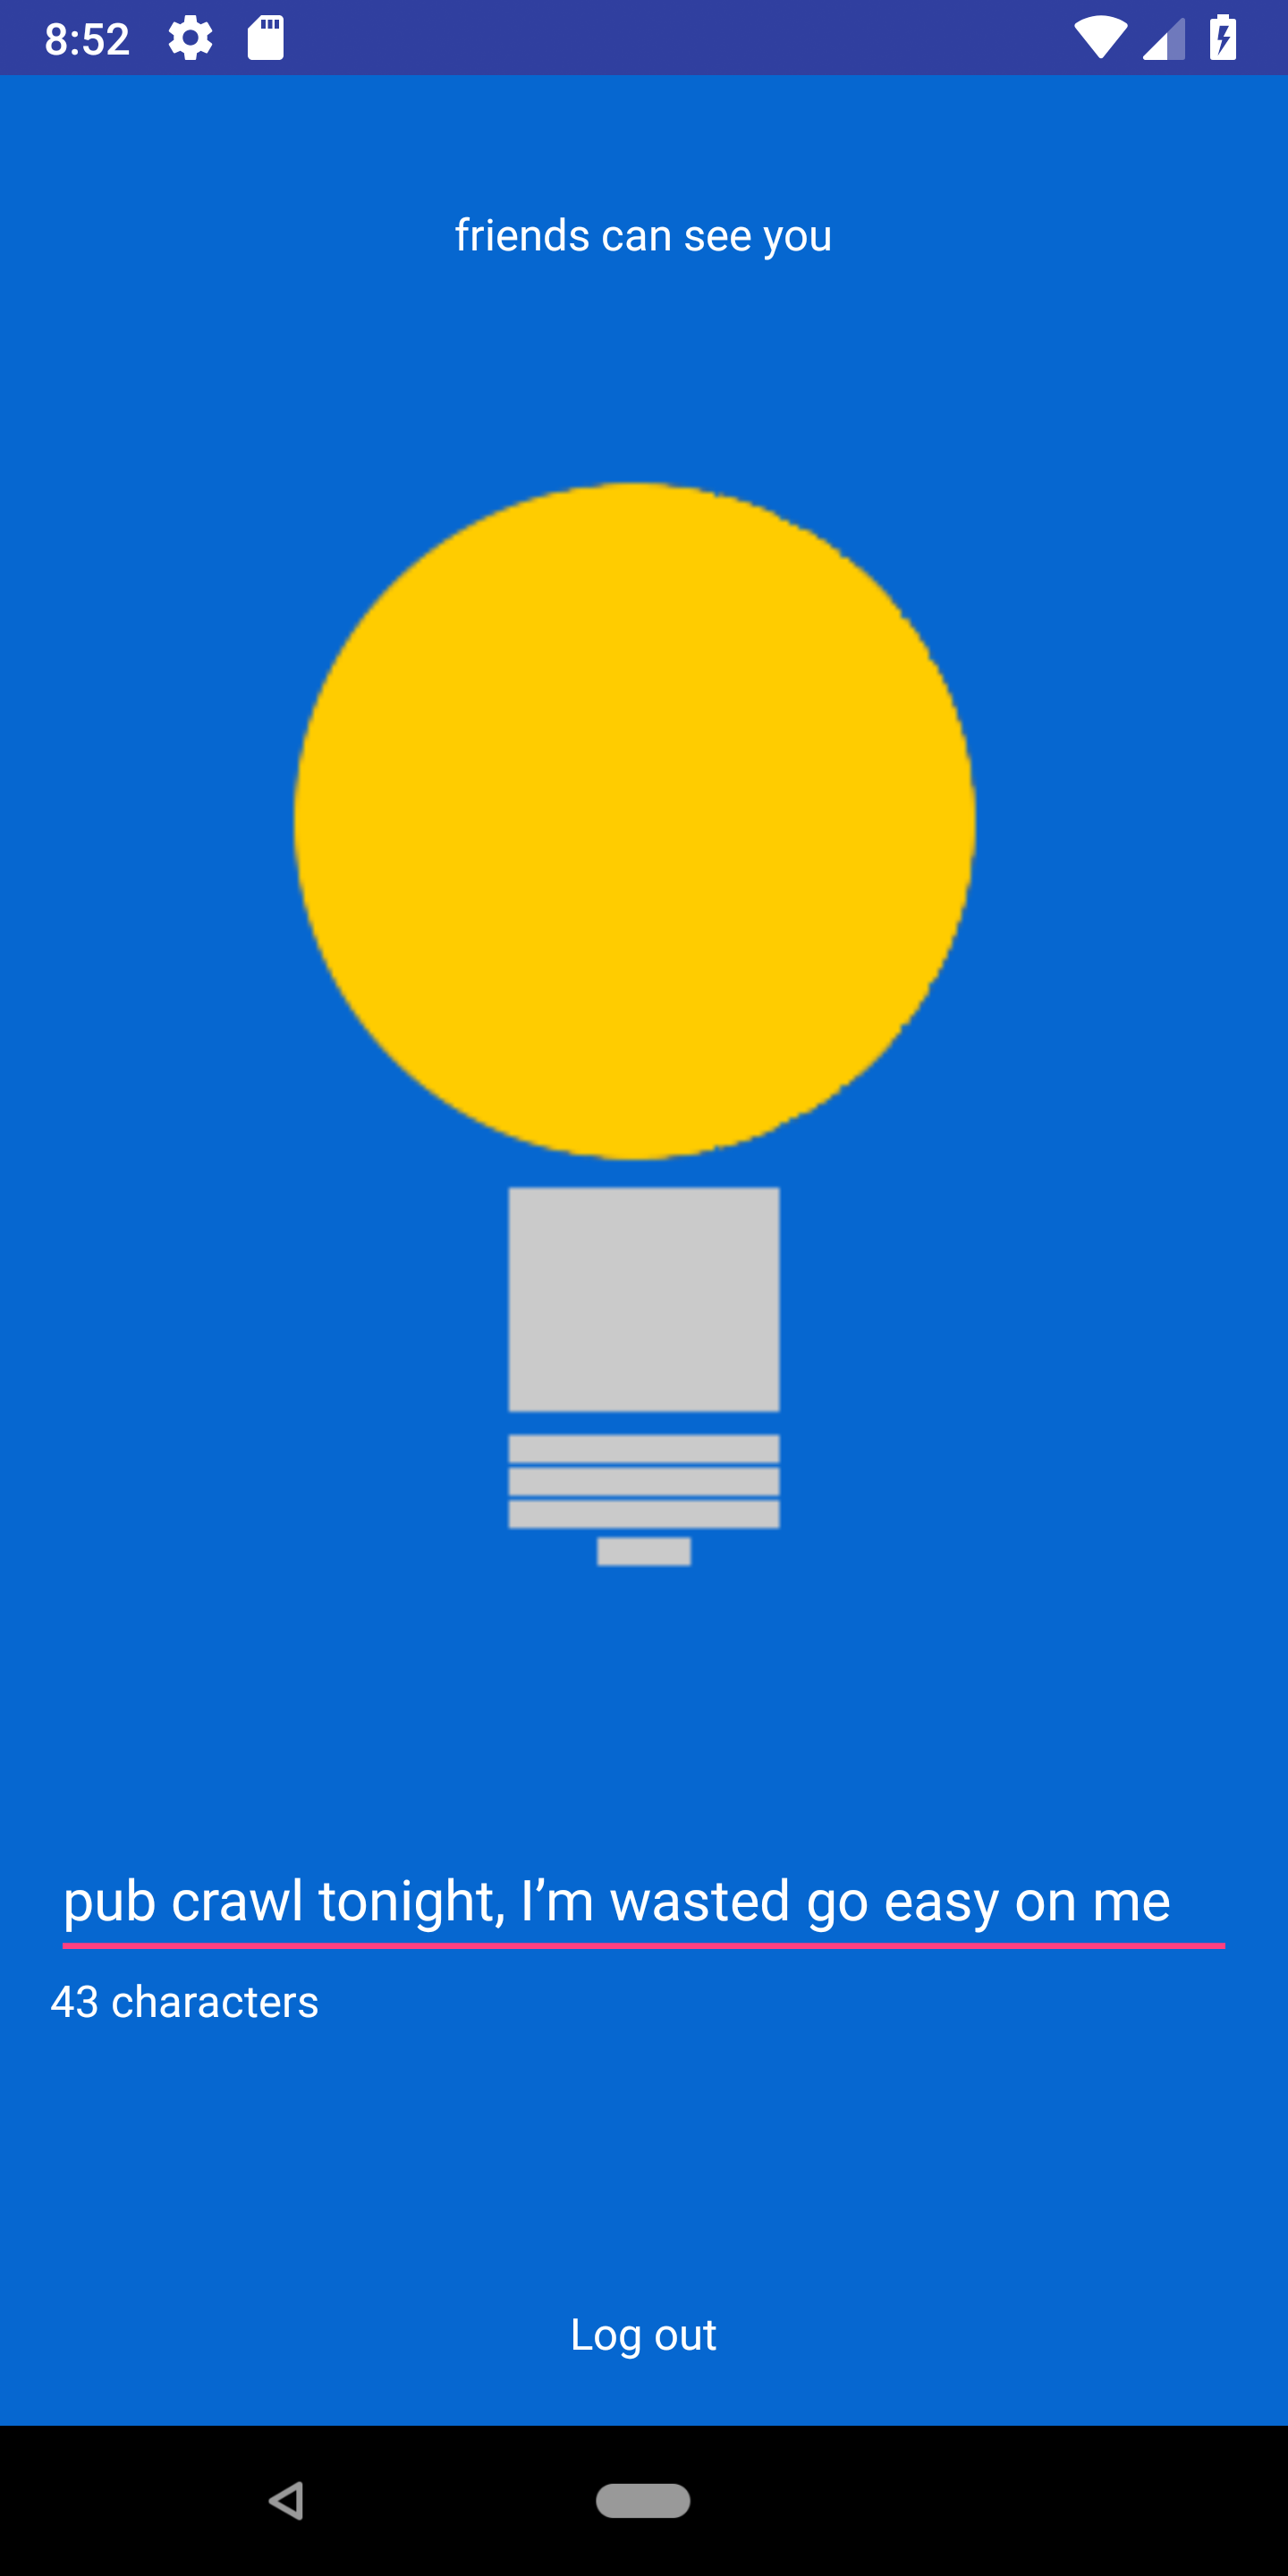 8:52
friends can see you
pub crawl tonight, I’m wasted go easy on me
43 characters
Log out